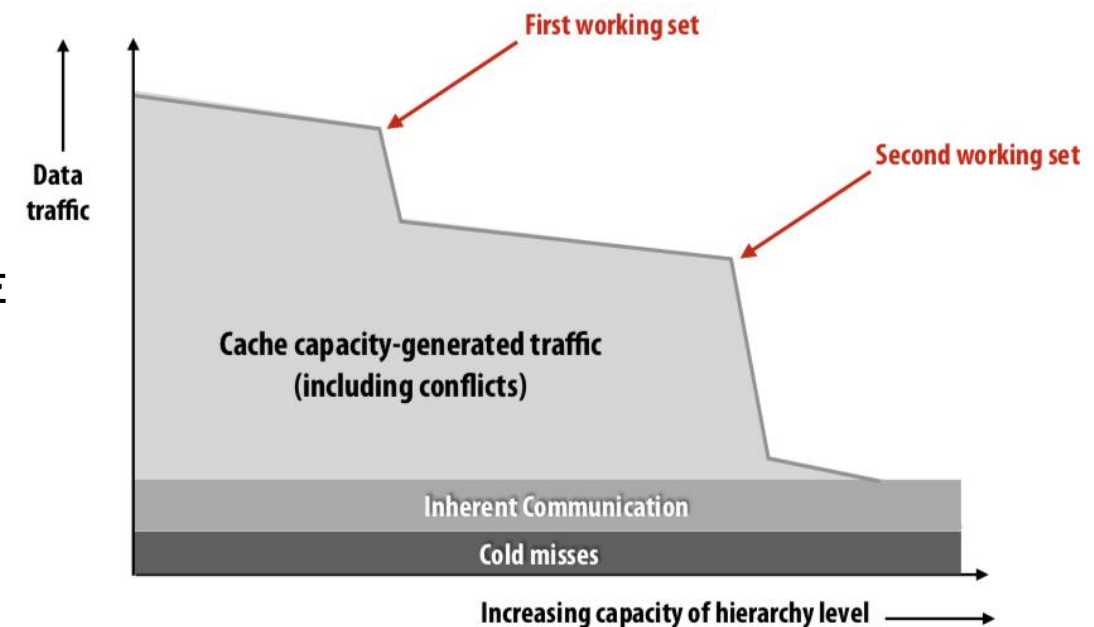 First working set
Second working set
Data
traffic
Cache capacity-generated traffic
(including conflicts)
Inherent Communication
Cold misses
Increasing capacity of hierarchy level